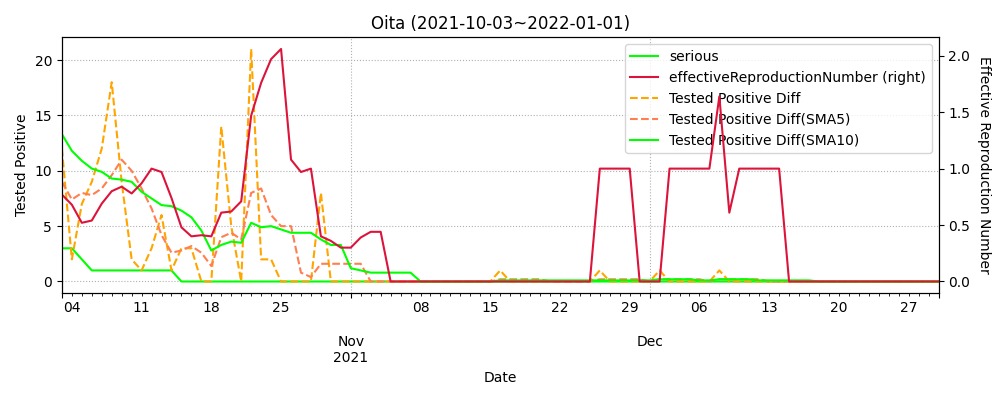 Oita (2021-10-03~2022-01-01)
serious
effectiveReproductionNumber (right)
Tested Positive Diff
Tested Positive Diff(SMA5)
Tested Positive Diff(SMA10)
Tested Positive
20
15
10
5
0
Effective Reproduction Number
2.0
1.5
1.0
0.5
0.0
04 11 18 25 08 15 22 29 06 13 20 27
Nov Dec
2021
Date